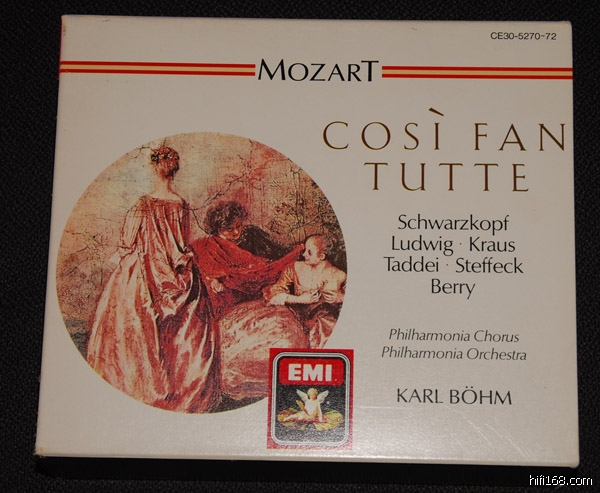 CE30-5270-72
MOZART
COSÌ FAN
TUTTE
Schwarzkopf
Ludwig · Kraus
Taddei · Steffeck
Berry
Philharmonia Chorus
Philharmonia Orchestra
KARL BÖHM
EMI
hifi168.com